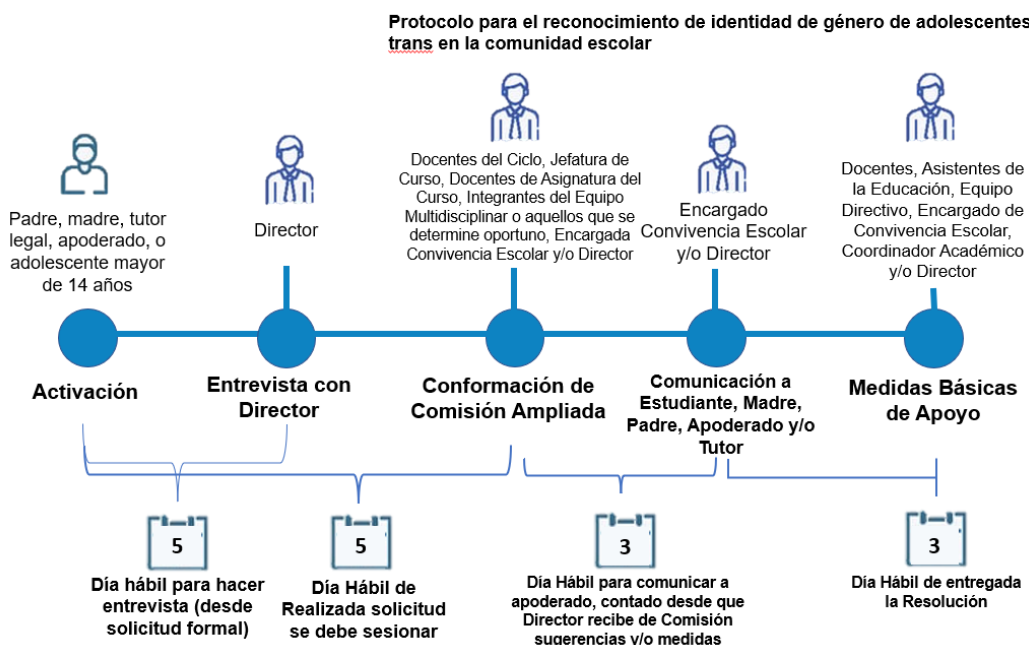 Protocolo para el reconocimiento de identidad de género de adolescentes
trans en la comunidad escolar
Padre, madre, tutor
legal, apoderado, o
adolescente mayor
de 14 años
Director
Docentes del Ciclo, Jefatura de
Curso, Docentes de Asignatura del
Curso, Integrantes del Equipo
Multidisciplinar o aquellos que se
determine oportuno, Encargada
Convivencia Escolar y/o Director
Encargado
Convivencia Escolar
y/o Director
Docentes, Asistentes de
la Educación, Equipo
Directivo, Encargado de
Convivencia Escolar,
Coordinador Académico
y/o Director
Activación
Entrevista con
Director
Conformación de
Comisión Ampliada
Comunicación a
Estudiante, Madre,
Padre, Apoderado y/o
Tutor
Medidas Básicas
de Apoyo
5
Día hábil para hacer
entrevista (desde
solicitud formal)
5
Día Hábil de
Realizada solicitud
se debe sesionar
3
Día Hábil para comunicar a
apoderado, contado desde que
Director recibe de Comisión
sugerencias y/o medidas
3
Día Hábil de entregada
la Resolución